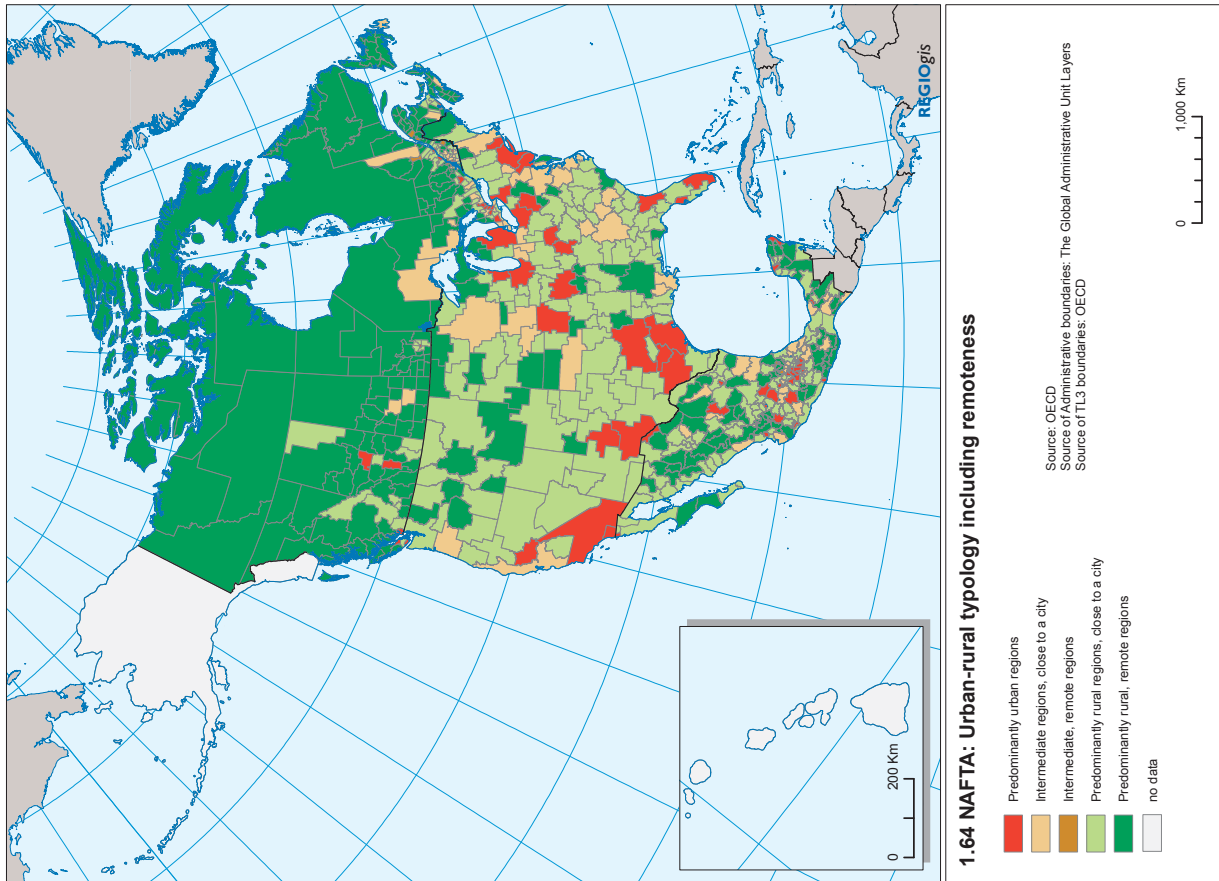 REGIOgis
0 200 Km
1.64 NAFTA: Urban-rural typology including remoteness
Predominantly urban regions
Intermediate regions, close to a city
Intermediate, remote regions
Predominantly rural regions, close to a city
Predominantly rural, remote regions
no data
Source: OECD
Source of Administrative boundaries: The Global Administrative Unit Layers
Source of TL3 boundaries: OECD
0 1,000 Km